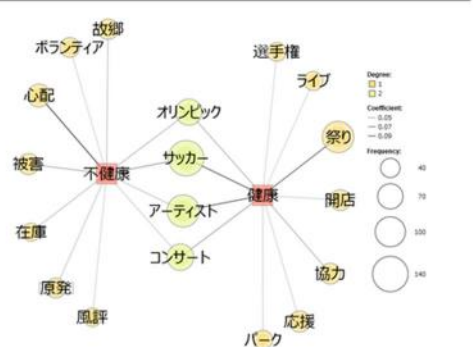 故郷
ボランティア
選手権
ライブ
心配
オリンピック
祭り
サッカー
被害
不健康
健康
開店
アーティスト
在庫
コンサート
協力
原発
風評
応援
パーク
Degree:
1
2
Coefficient:
0.05
0.07
0.09
Frequency:
40
70
100
140